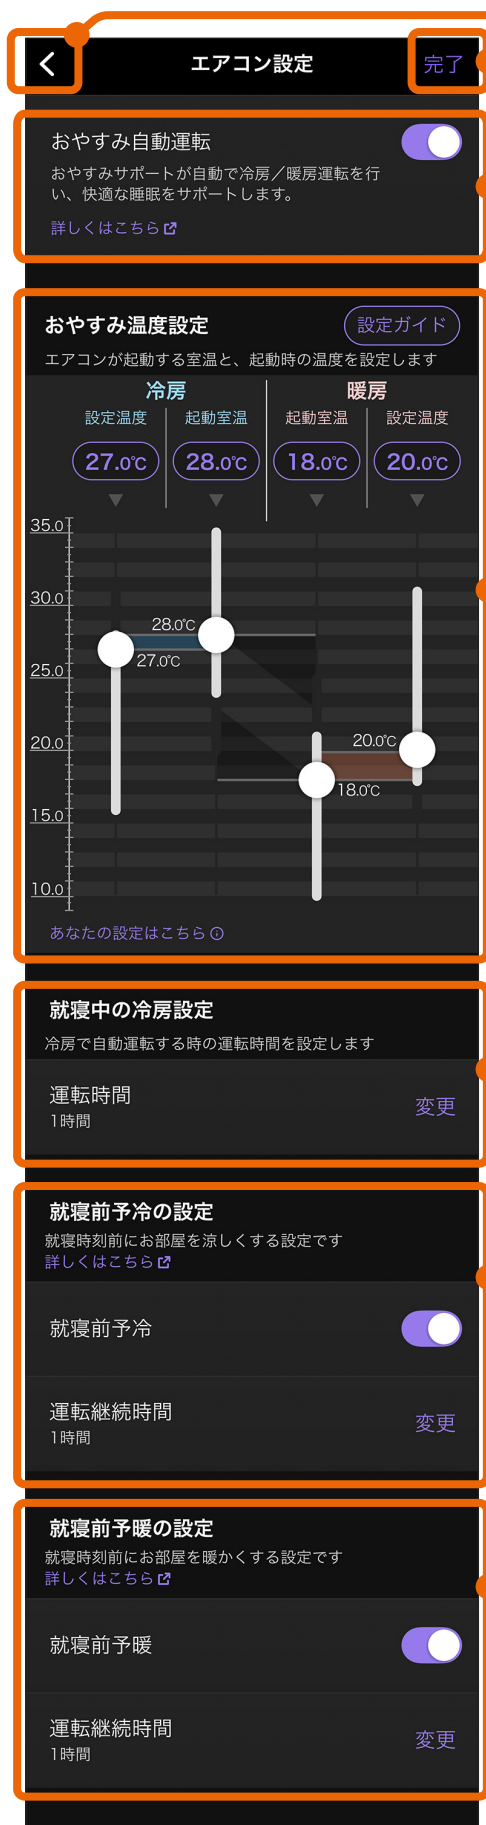 エアコン設定
完了
おやすみ自動運転
おやすみサポートが自動で冷房／暖房運転を行
い、快適な睡眠をサポートします。
詳しくはこちら
おやすみ温度設定
設定ガイド
エアコンが起動する室温と、起動時の温度を設定します
冷房
暖房
設定温度
起動室温
起動室温
設定温度
27.0℃
28.0℃
18.0℃
20.0℃
35.0
30.0
28.0℃
27.0℃
25.0
20.0
20.0℃
18.0℃
15.0
10.0
あなたの設定はこちら
就寝中の冷房設定
冷房で自動運転する時の運転時間を設定します
運転時間
1時間
変更
就寝前予冷の設定
就寝時刻前にお部屋を涼しくする設定です
詳しくはこちら
就寝前予冷
運転継続時間
1時間
変更
就寝前予暖の設定
就寝時刻前にお部屋を暖かくする設定です
詳しくはこちら
就寝前予暖
運転継続時間
1時間
変更